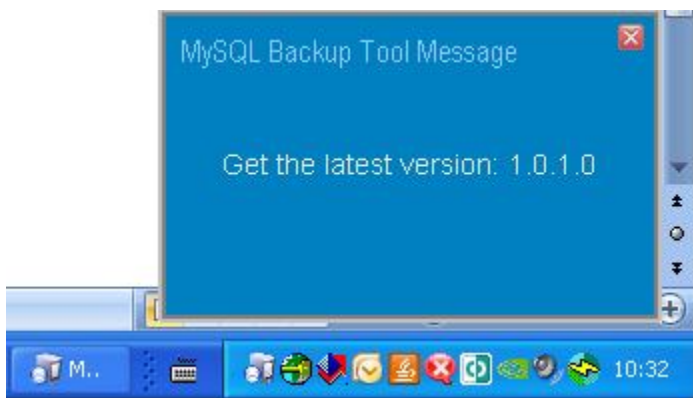 MySQL Backup Tool Message
Get the latest version: 1.0.1.0
M..
10:32